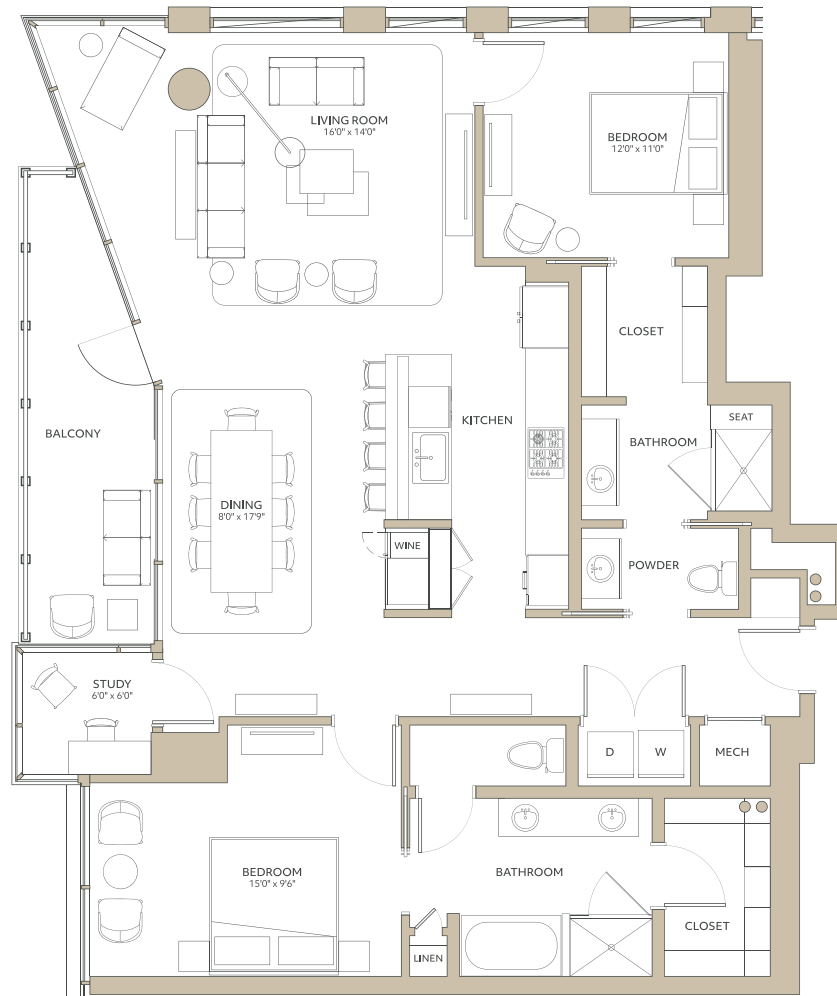 LIVING ROOM
16'0" x 14'0"
BEDROOM
12'0" x 11'0"
CLOSET
SEAT
KITCHEN
BATHROOM
BALCONY
DINING
8'0" x 17'9"
WINE
POWDER
STUDY
6'0" x 6'0"
D
W
MECH
BEDROOM
15'0" x 9'6"
BATHROOM
CLOSET
LINEN